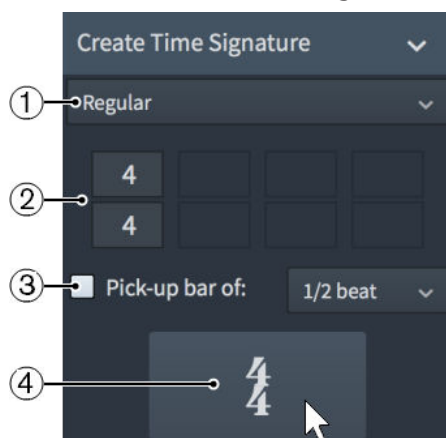 Create Time Signature
① Regular
4
② 
4
③ Pick-up bar of: 1/2 beat
④ 4
4